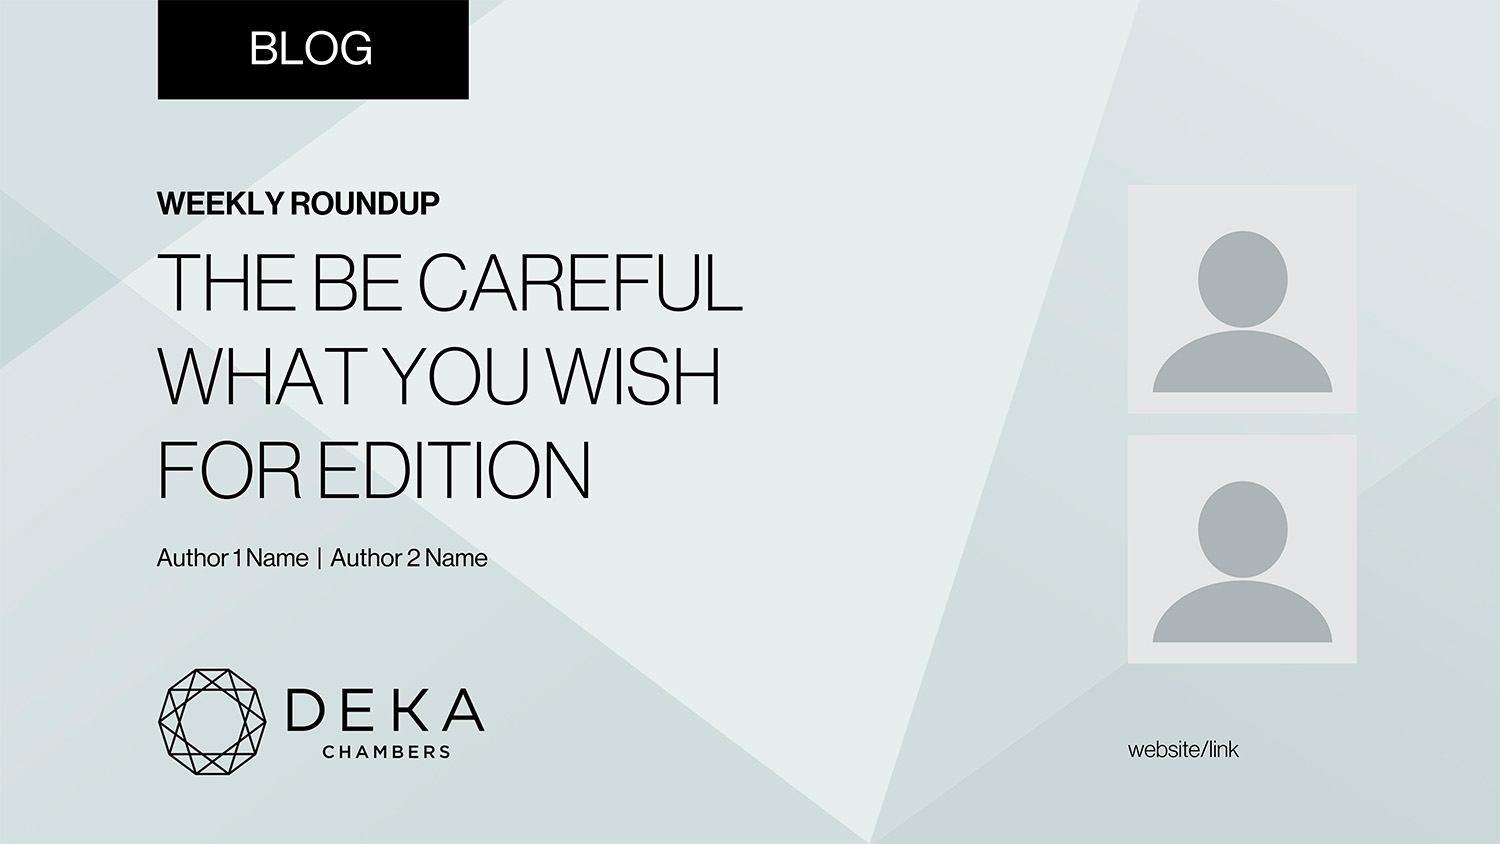 BLOG
WEEKLY ROUNDUP
THE BE CAREFUL
WHAT YOU WISH
FOR EDITION
Author 1 Name | Author 2 Name
DEKA
CHAMBERS
website/link